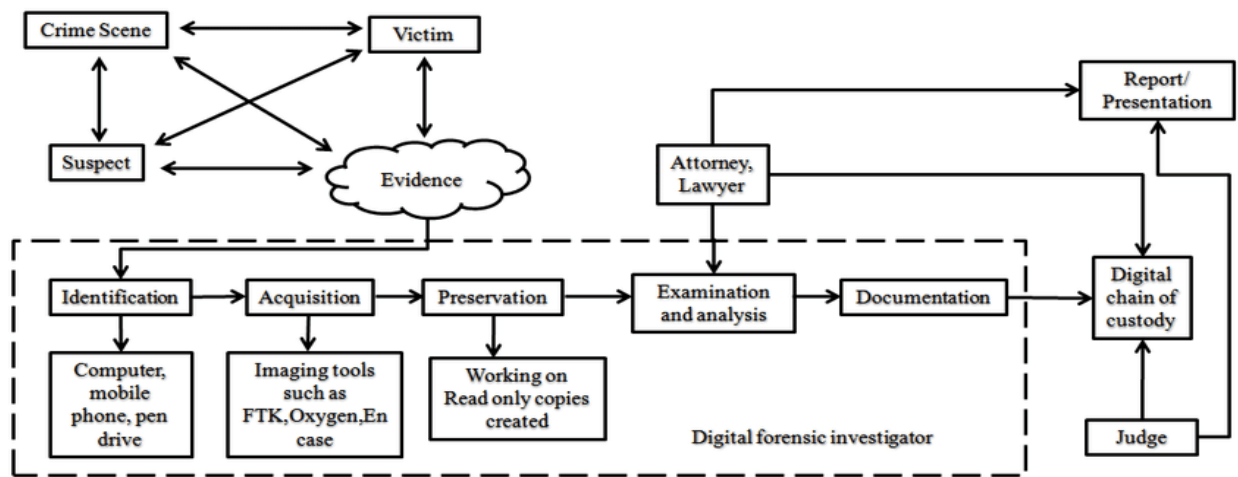 Crime Scene
Victim
Suspect
Evidence
Report/
Presentation
Attorney,
Lawyer
Identification
Acquisition
Preservation
Examination
and analysis
Documentation
Digital
chain of
custody
Computer,
mobile
phone, pen
drive
Imaging tools
such as
FTK,Oxygen,En
case
Working on
Read only copies
created
Digital forensic investigator
Judge